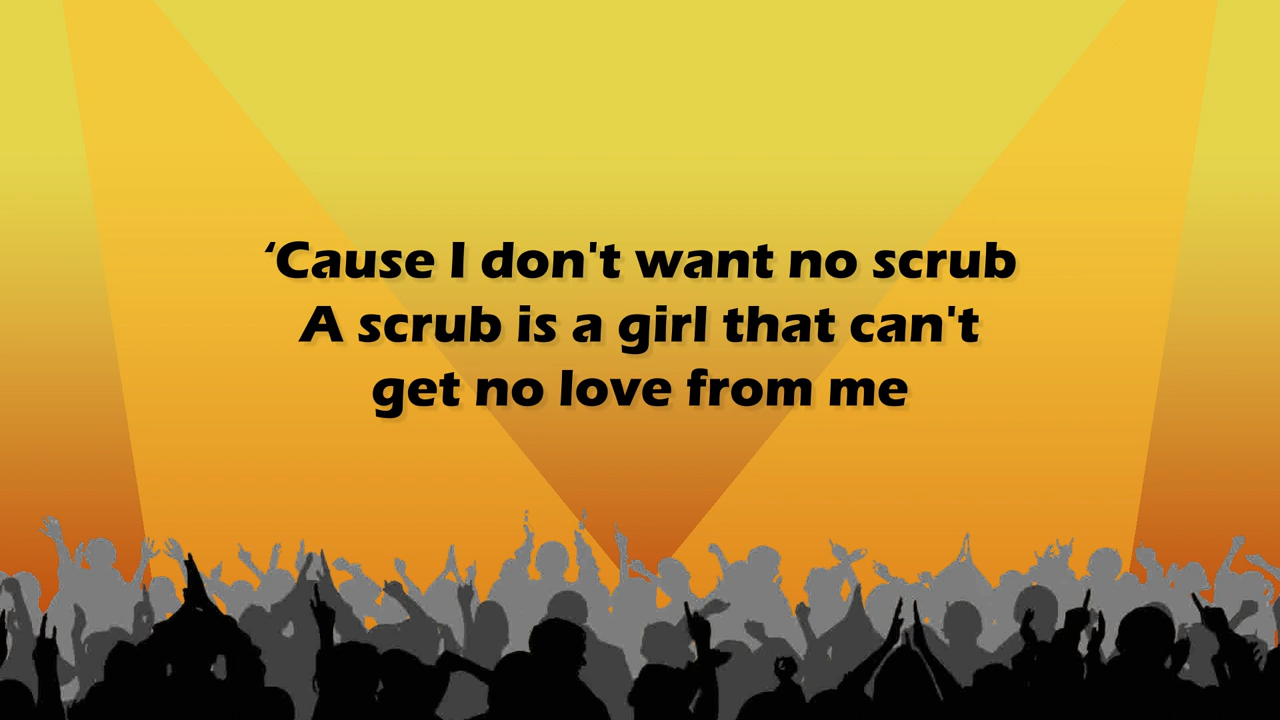 ‘Cause I don't want no scrub
A scrub is a girl that can't
get no love from me